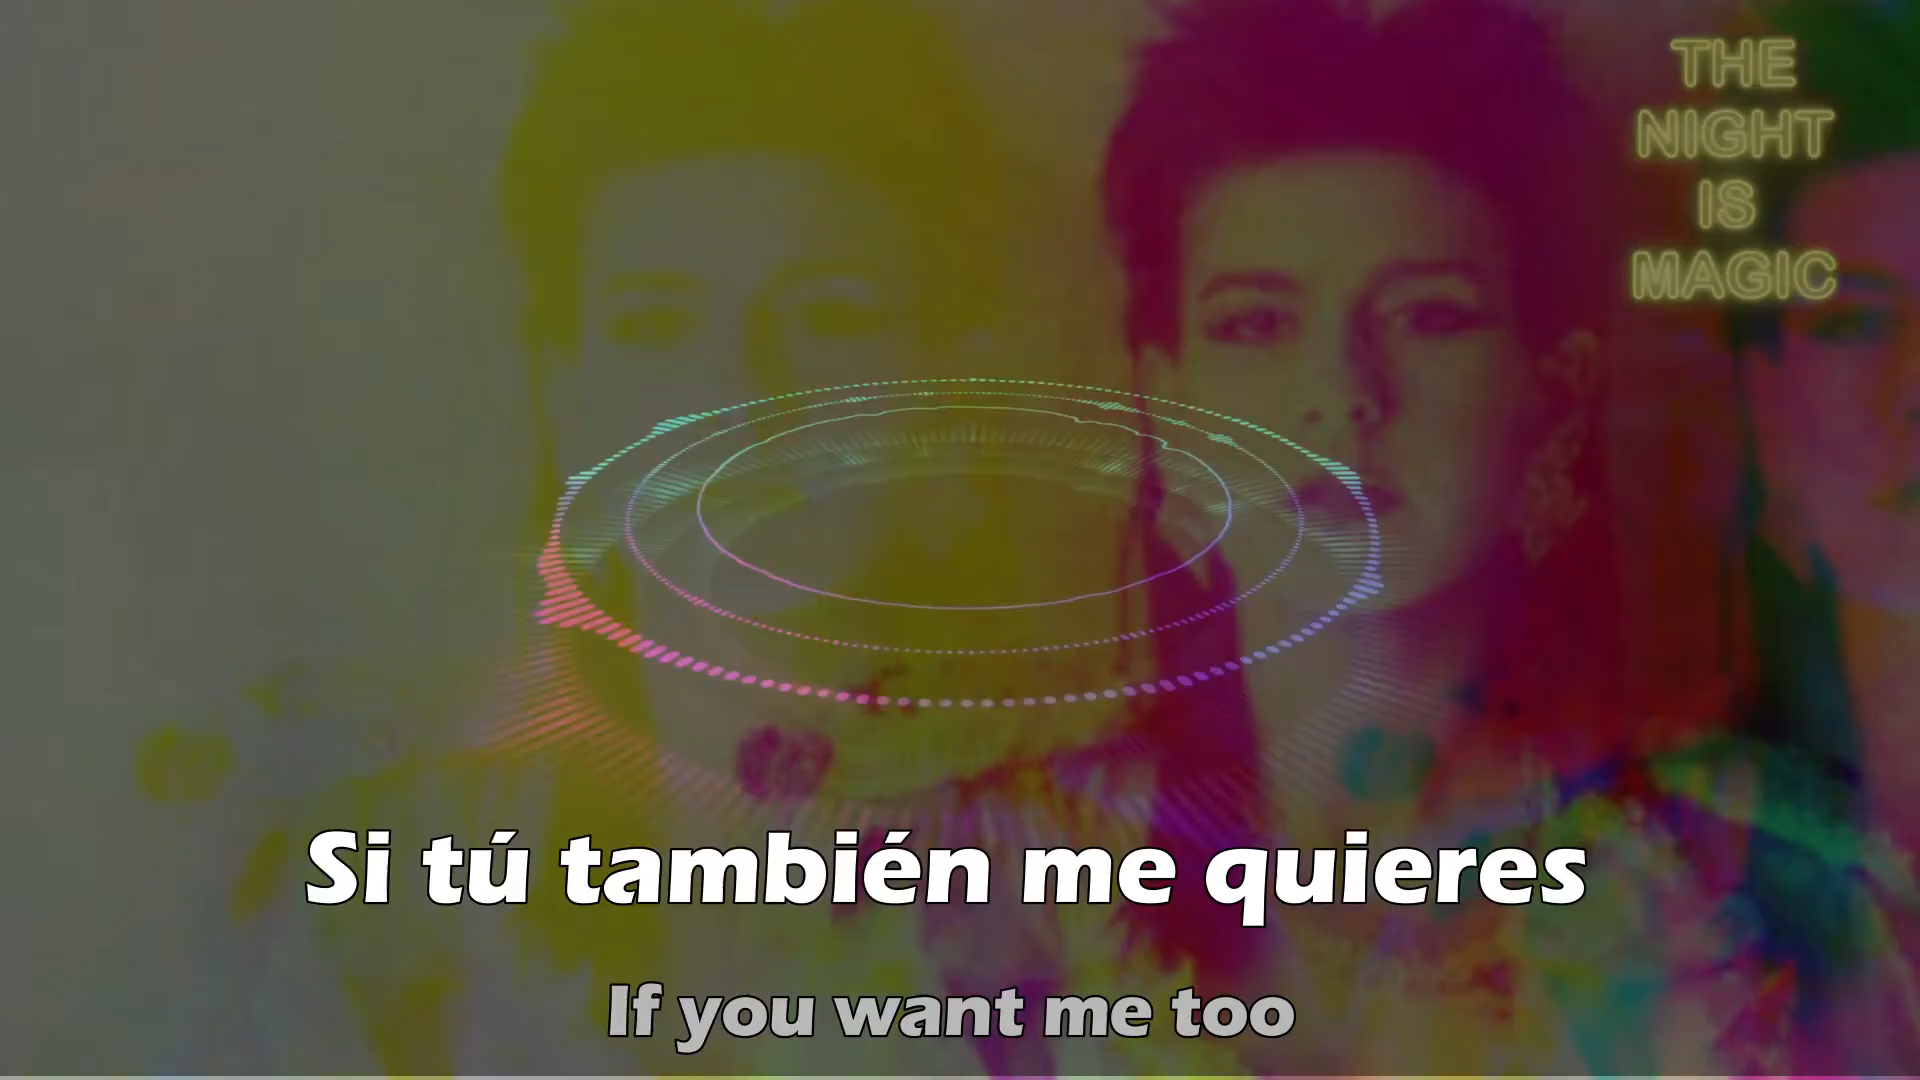 THE
NIGHT
IS
MAGIC
Si tú también me quieres
If you want me too